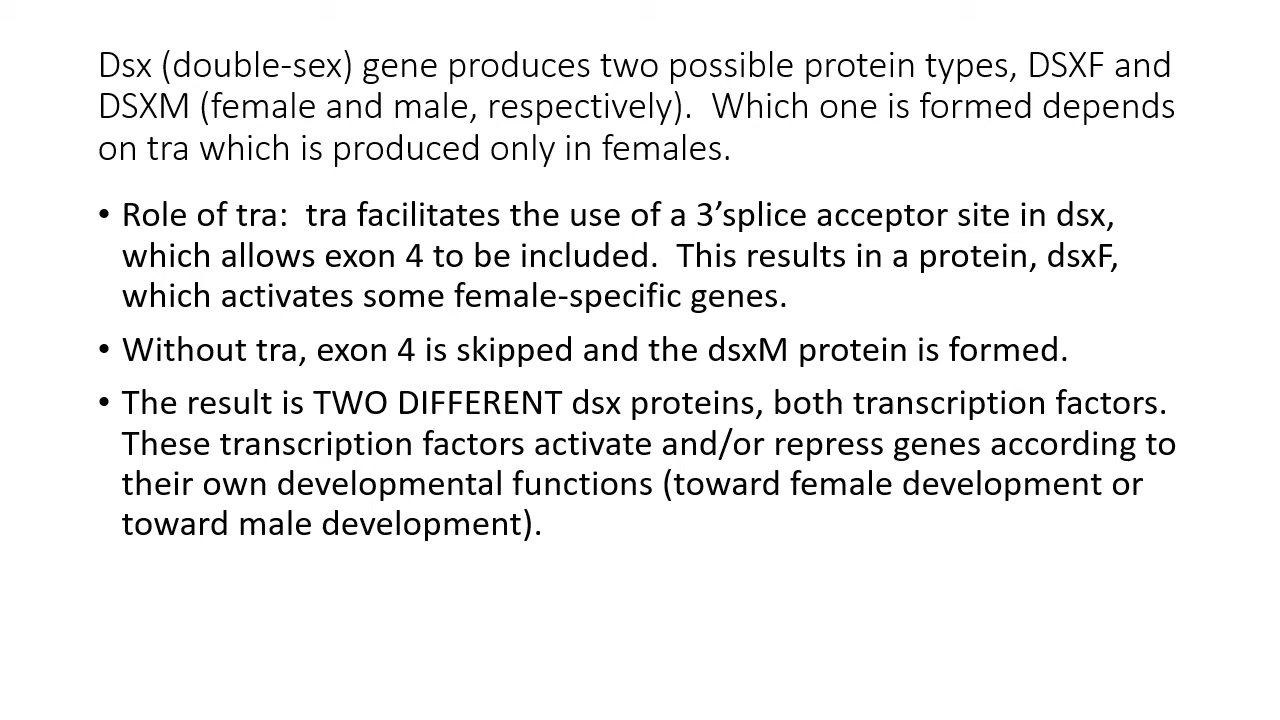 Dsx (double-sex) gene produces two possible protein types, DSXF and
DSXM (female and male, respectively).  Which one is formed depends
on tra which is produced only in females.
• Role of tra:  tra facilitates the use of a 3’splice acceptor site in dsx,
which allows exon 4 to be included.  This results in a protein, dsxF,
which activates some female-specific genes.
• Without tra, exon 4 is skipped and the dsxM protein is formed.
• The result is TWO DIFFERENT dsx proteins, both transcription factors.
These transcription factors activate and/or repress genes according to
their own developmental functions (toward female development or
toward male development).